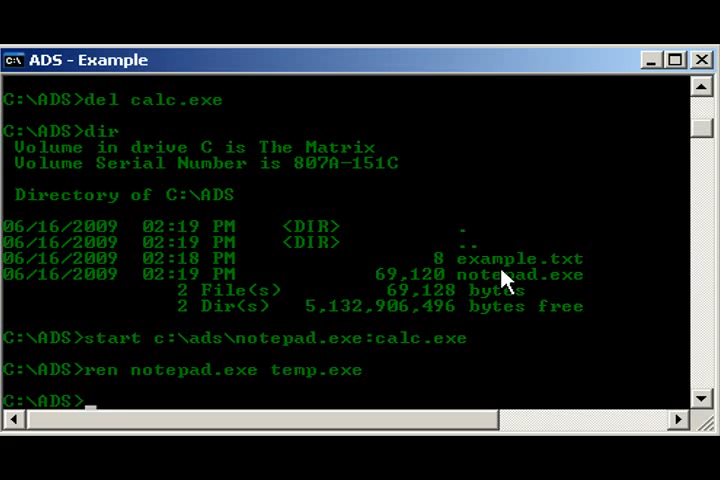 ADS - Example
C:\ADS>del calc.exe
C:\ADS>dir
Volume in drive C is The Matrix
Volume Serial Number is 807A-151C
Directory of C:\ADS
06/16/2009 02:19 PM <DIR> .
06/16/2009 02:19 PM <DIR> ..
06/16/2009 02:18 PM 8 example.txt
06/16/2009 02:19 PM 69,120 notepad.exe
2 File(s) 69,128 bytes
2 Dir(s) 5,132,906,496 bytes free
C:\ADS>start c:\ads\notepad.exe:calc.exe
C:\ADS>ren notepad.exe temp.exe
C:\ADS>_